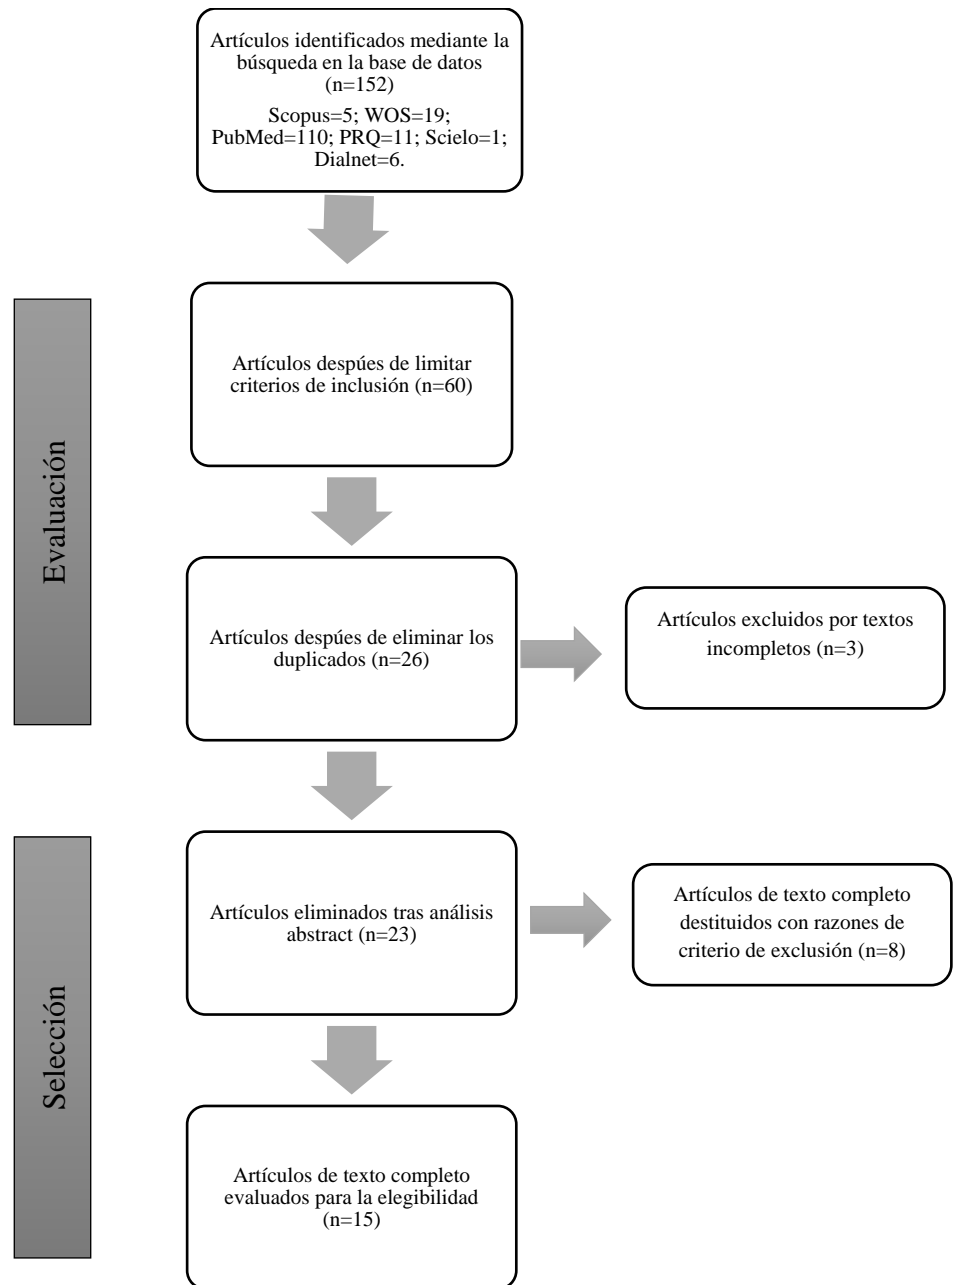 Artículos identificados mediante la
búsqueda en la base de datos
(n=152)
Scopus=5; WOS=19;
PubMed=110; PRQ=11; Scielo=1;
Dialnet=6.
Evaluación
Artículos despúes de limitar
criterios de inclusión (n=60)
Artículos despúes de eliminar los
duplicados (n=26)
Artículos excluidos por textos
incompletos (n=3)
Selección
Artículos eliminados tras análisis
abstract (n=23)
Artículos de texto completo
destituidos con razones de
criterio de exclusión (n=8)
Artículos de texto completo
evaluados para la elegibilidad
(n=15)